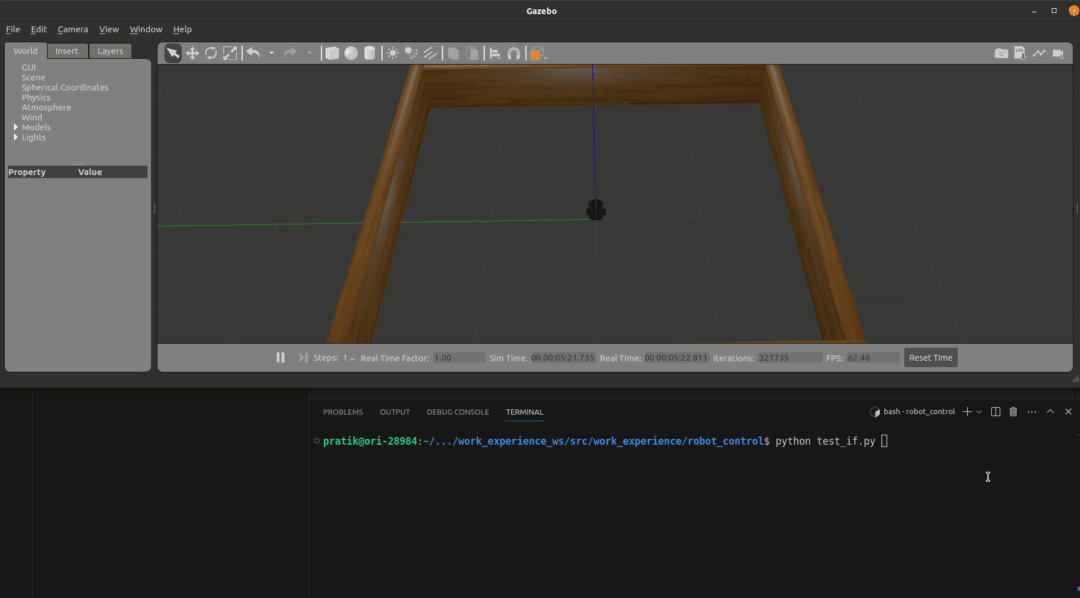 Gazebo
File Edit Camera View Window Help
World Insert Layers
GUI
Scene
Spherical Coordinates
Physics
Atmosphere
Wind
Models
Lights
Property Value
Steps: 1 Real Time Factor: 1.00 Sim Time: 00 00:05:21.735 Real Time: 00 00:05:22.811 Iterations: 321735 FPS: 62.48 Reset Time
PROBLEMS OUTPUT DEBUG CONSOLE TERMINAL bash - robot_control
pratik@ori-28984:~/.../work_experience_ws/src/work_experience/robot_control$ python test_if.py